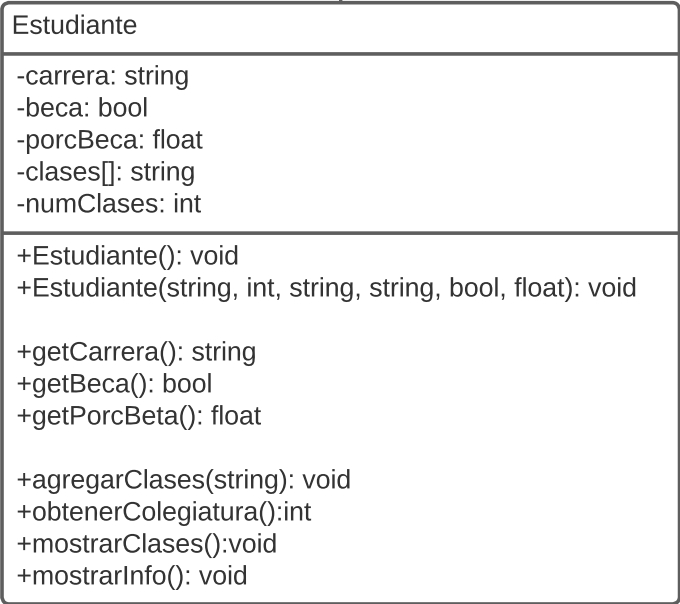 Estudiante
-carrera: string
-beca: bool
-porcBeca: float
-clases[]: string
-numClases: int
+Estudiante(): void
+Estudiante(string, int, string, string, bool, float): void
+getCarrera(): string
+getBeca(): bool
+getPorcBeta(): float
+agregarClases(string): void
+obtenerColegiatura():int
+mostrarClases():void
+mostrarInfo(): void